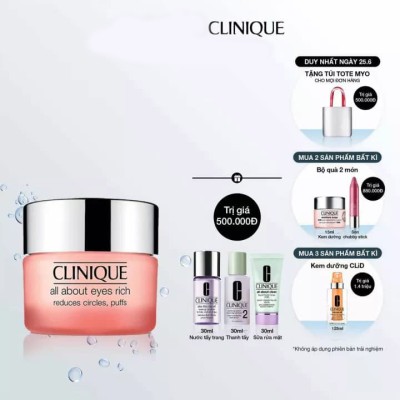 CLINIQUE
DUY NHẤT NGÀY 25.6
TẶNG TÚI TOTE MYO
CHO MỌI ĐƠN HÀNG
Trị giá
500.000Đ
MUA 2 SẢN PHẨM BẤT KÌ
Bộ quà 2 món
Trị giá
15ml
Kem dưỡng
Son
chubby stick
MUA 3 SẢN PHẨM BẤT KÌ
Kem dưỡng CLiD
Trị giá
1.4 triệu
125ml
*Không áp dụng phiên bản trải nghiệm
Trị giá
500.000Đ
30ml
Nước tẩy trang
30ml
Thanh tẩy
30ml
Sữa rửa mặt
CLINIQUE
all about eyes rich
reduces circles, puffs